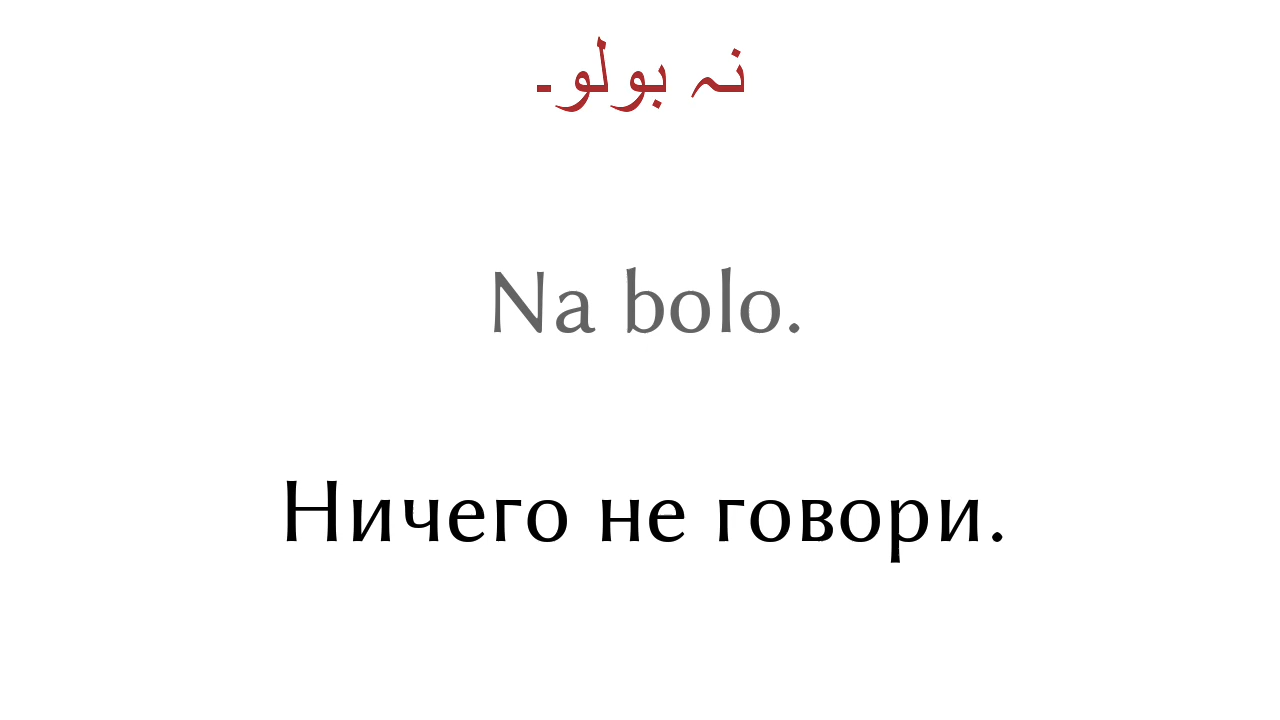 نہ بولو۔
Na bolo.
Ничего не говори.